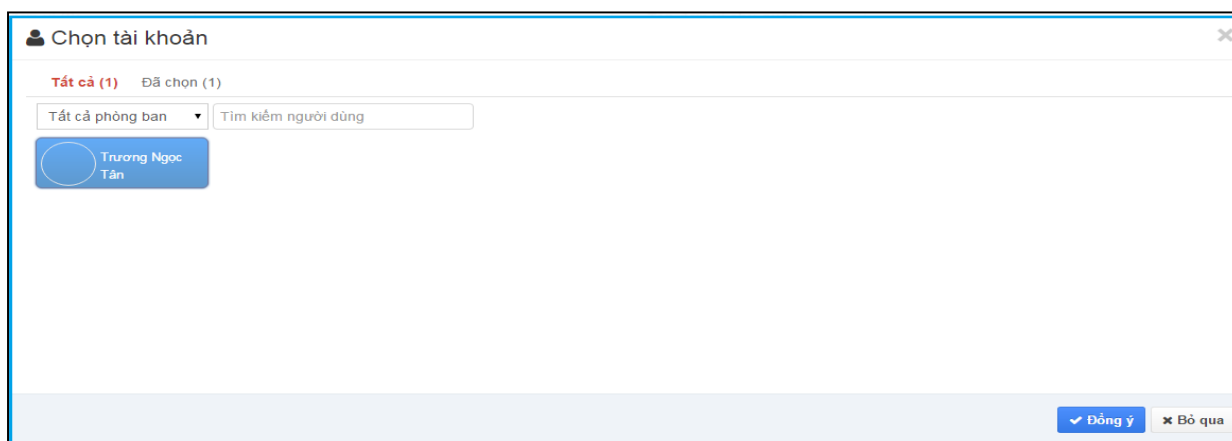 Chọn tài khoản
Tất cả (1) Đã chọn (1)
Tất cả phòng ban Tìm kiếm người dùng
Trương Ngọc
Tân
Đồng ý Bỏ qua